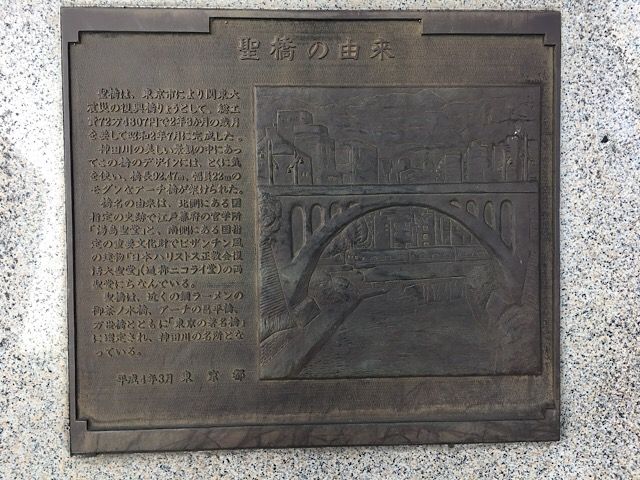 聖橋の由来
聖橋は、東京市により関東大
震災の復興橋りょうとして、総工
費72万4307円で2年8か月の歳月
を要して昭和2年7月に完成した。
神田川の美しい景観の中にあっ
てこの橋のデザインには、とくに気
を使い、橋長92.47m、幅員22mの
モダンなアーチ橋が架けられた。
橋名の由来は、北側にある国
指定の史跡で江戸幕府の官学所
「湯島聖堂」と、南側にある国指
定の重要文化財でビザンチン風
の建物「日本ハリストス正教会復
活大聖堂」(通称ニコライ堂)の両
聖堂にちなんでいる。
聖橋は、近くの鋼ラーメンの
御茶ノ水橋、アーチの昌平橋、
万世橋とともに「東京の著名橋」
に選定され、神田川の名所とな
っている。
平成4年3月 東京都